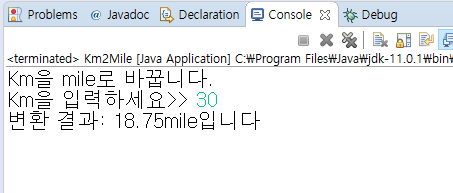 Problems @ Javadoc Declaration Console Debug
<terminated> Km2Mile [Java Application] C:₩Program Files₩Java₩jdk-11.0.1₩bin₩
Km을 mile로 바꿉니다.
Km을 입력하세요>> 30
변환 결과: 18.75mile입니다